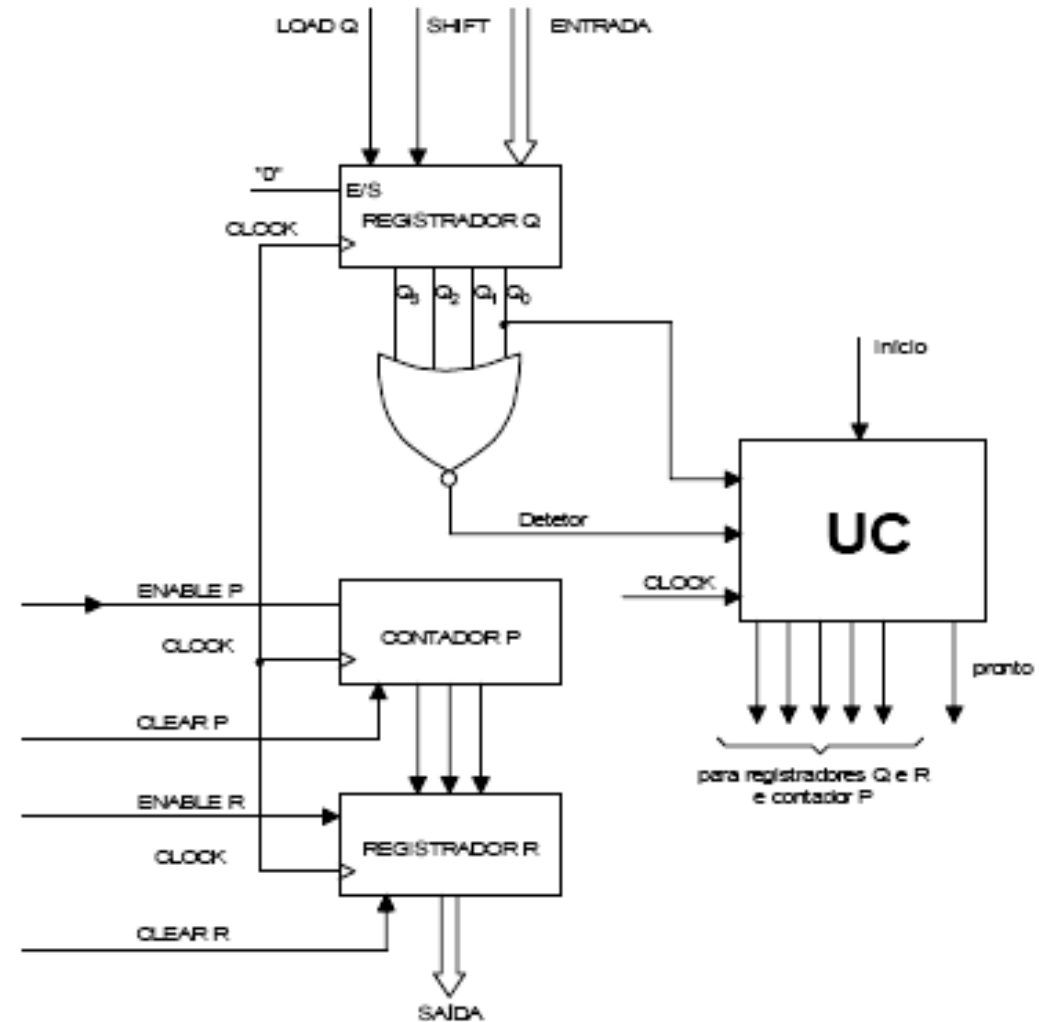 LOAD Q
SHIFT
ENTRADA
"0"
E/S
REGISTRADOR Q
CLOCK
Q3 Q2 Q1 Q0
início
UC
Detetor
CLOCK
ENABLE P
CLOCK
CONTADOR P
pronto
CLEAR P
para registradores Q e R
e contador P
ENABLE R
REGISTRADOR R
CLOCK
CLEAR R
SAÍDA